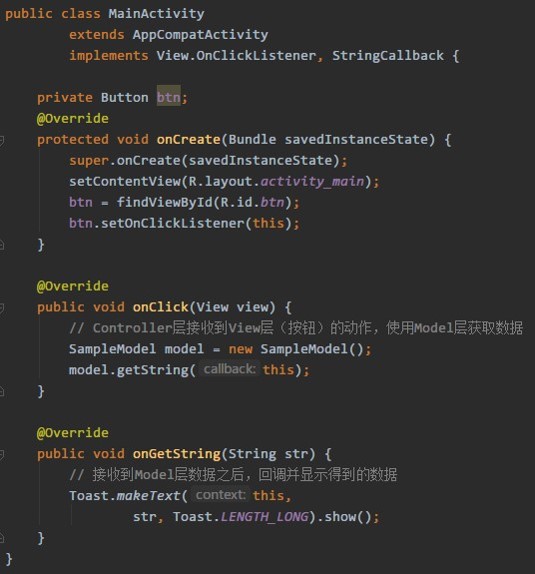 public class MainActivity
extends AppCompatActivity
implements View.OnClickListener, StringCallback {
private Button btn;
@Override
protected void onCreate(Bundle savedInstanceState) {
super.onCreate(savedInstanceState);
setContentView(R.layout.activity_main);
btn = findViewById(R.id.btn);
btn.setOnClickListener(this);
}
@Override
public void onClick(View view) {
// Controller层接收到View层（按钮）的动作，使用Model层获取数据
SampleModel model = new SampleModel();
model.getString( callback: this);
}
@Override
public void onGetString(String str) {
// 接收到Model层数据之后，回调并显示得到的数据
Toast.makeText( context: this,
str, Toast.LENGTH_LONG).show();
}
}